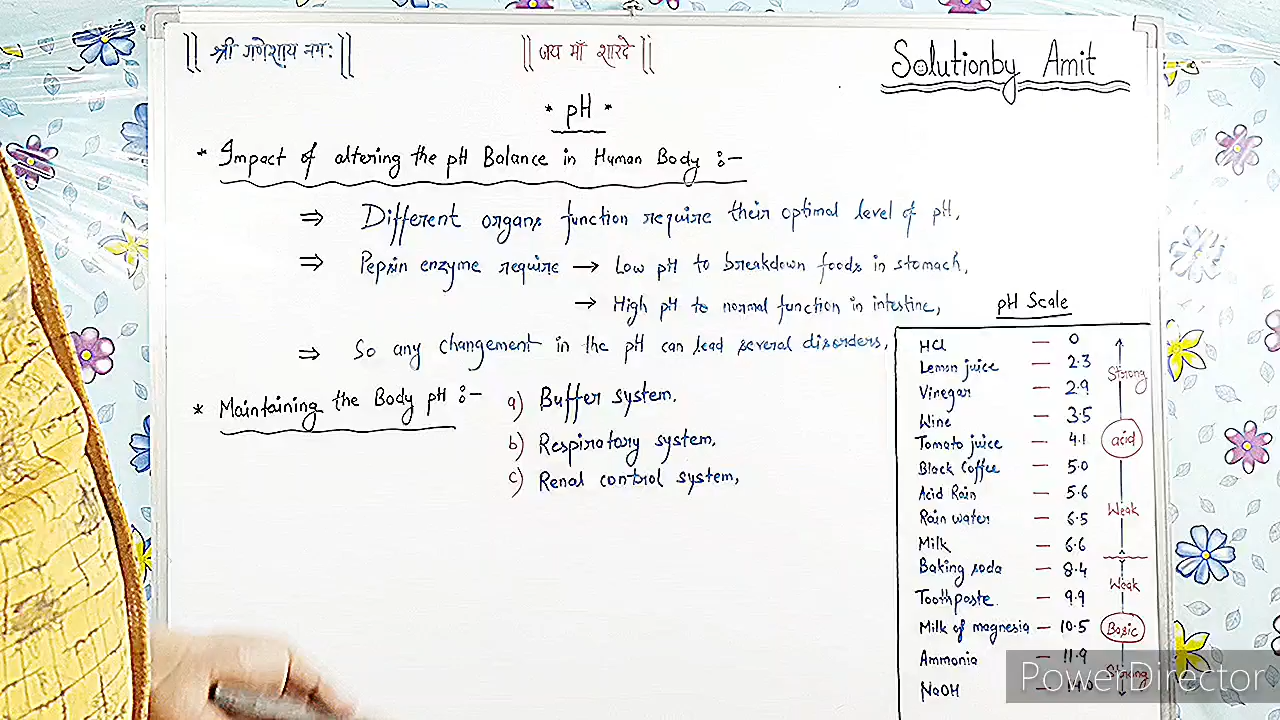 || श्री गणेशाय नमः ||
|| जय माँ शारदे ||
Solutionby Amit
* pH *
* Impact of altering the pH Balance in Human Body :-
⇒ Different organs function require their optimal level of pH.
⇒ Pepsin enzyme require → Low pH to breakdown foods in stomach,
→ High pH to normal function in intestine,
⇒ So any changement in the pH can lead several disorders,
* Maintaining the Body pH :- a) Buffer system.
b) Respiratory system,
c) Renal control system,
pH Scale
HCl — 0
Lemon juice — 2.3
Strong
Vinegar — 2.9
Wine — 3.5
Tomato juice — 4.1 acid
Black Coffee — 5.0
Acid Rain — 5.6
Rain water — 6.5 Weak
Milk — 6.6
Baking soda — 8.4 Weak
Toothpaste — 9.9
Milk of magnesia — 10.5 Basic
Ammonia — 11.9
Strong
NaOH —
PowerDirector